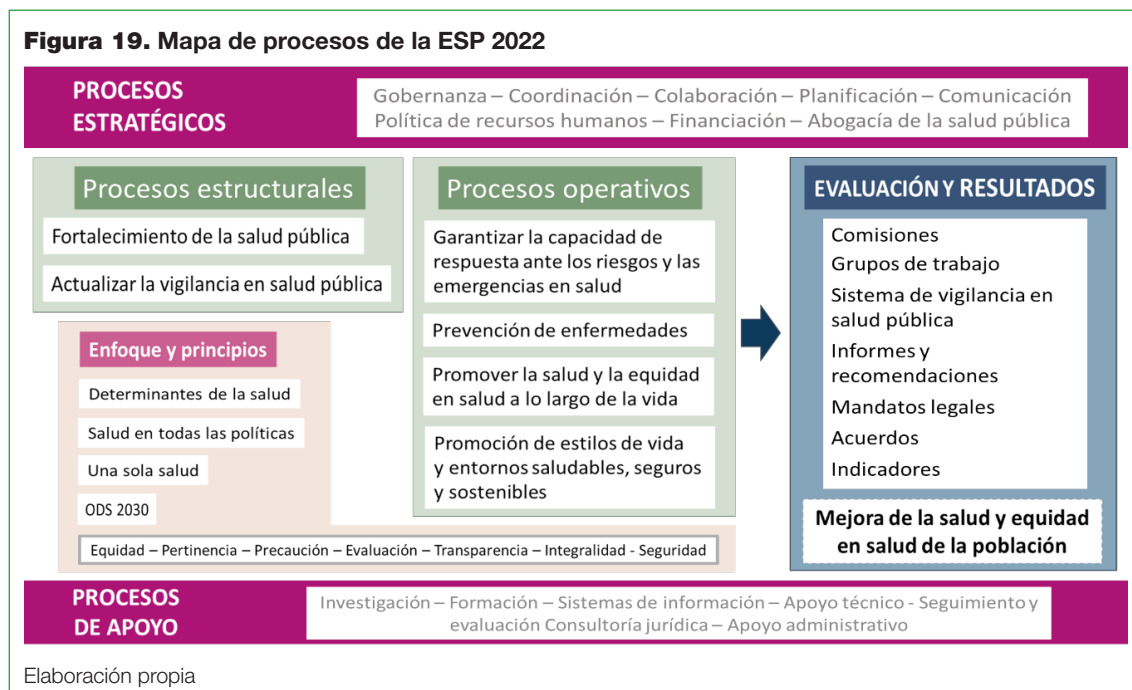 Figura 19. Mapa de procesos de la ESP 2022
PROCESOS
ESTRATÉGICOS
Gobernanza – Coordinación – Colaboración – Planificación – Comunicación
Política de recursos humanos – Financiación – Abogacía de la salud pública
Procesos estructurales
Fortalecimiento de la salud pública
Actualizar la vigilancia en salud pública
Enfoque y principios
Determinantes de la salud
Salud en todas las políticas
Una sola salud
ODS 2030
Procesos operativos
Garantizar la capacidad de
respuesta ante los riesgos y las
emergencias en salud
Prevención de enfermedades
Promover la salud y la equidad
en salud a lo largo de la vida
Promoción de estilos de vida
y entornos saludables, seguros
y sostenibles
Equidad – Pertinencia – Precaución – Evaluación – Transparencia – Integralidad - Seguridad
EVALUACIÓN Y RESULTADOS
Comisiones
Grupos de trabajo
Sistema de vigilancia en
salud pública
Informes y
recomendaciones
Mandatos legales
Acuerdos
Indicadores
Mejora de la salud y equidad
en salud de la población
PROCESOS
DE APOYO
Investigación – Formación – Sistemas de información – Apoyo técnico - Seguimiento y
evaluación Consultoría jurídica – Apoyo administrativo
Elaboración propia